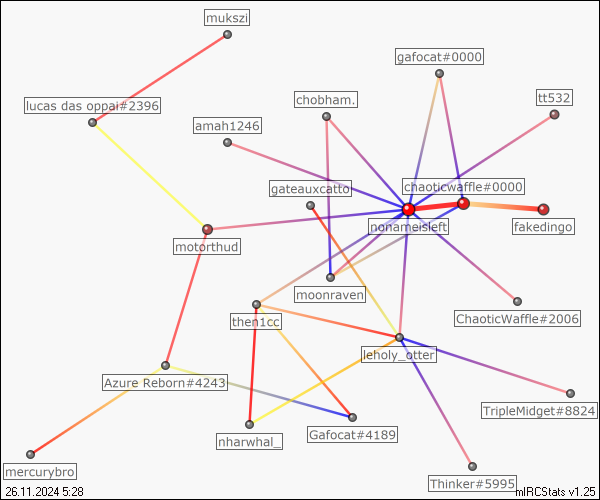 mukszi
gafocat#0000
lucas das oppai#2396
chobham.
tt532
amah1246
gateauxcatto
chaoticwaffle#0000
nonameisleft
fakedingo
motorthud
moonraven
then1cc
ChaoticWaffle#2006
leholy_otter
Azure Reborn#4243
TripleMidget#8824
nharwhal_
Gafocat#4189
mercurybro
Thinker#5995
26.11.2024 5:28
mIRCStats v1.25